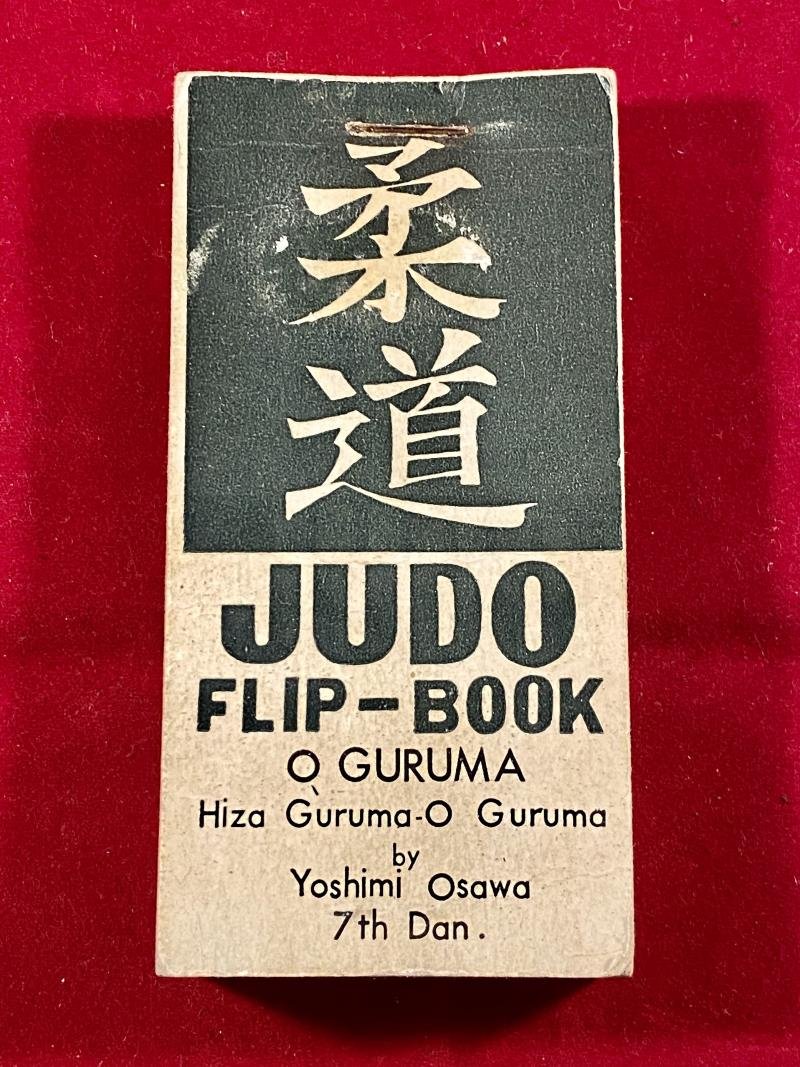 柔
道
JUDO
FLIP-BOOK
O GURUMA
Hiza Guruma-O Guruma
by
Yoshimi Osawa
7th Dan.